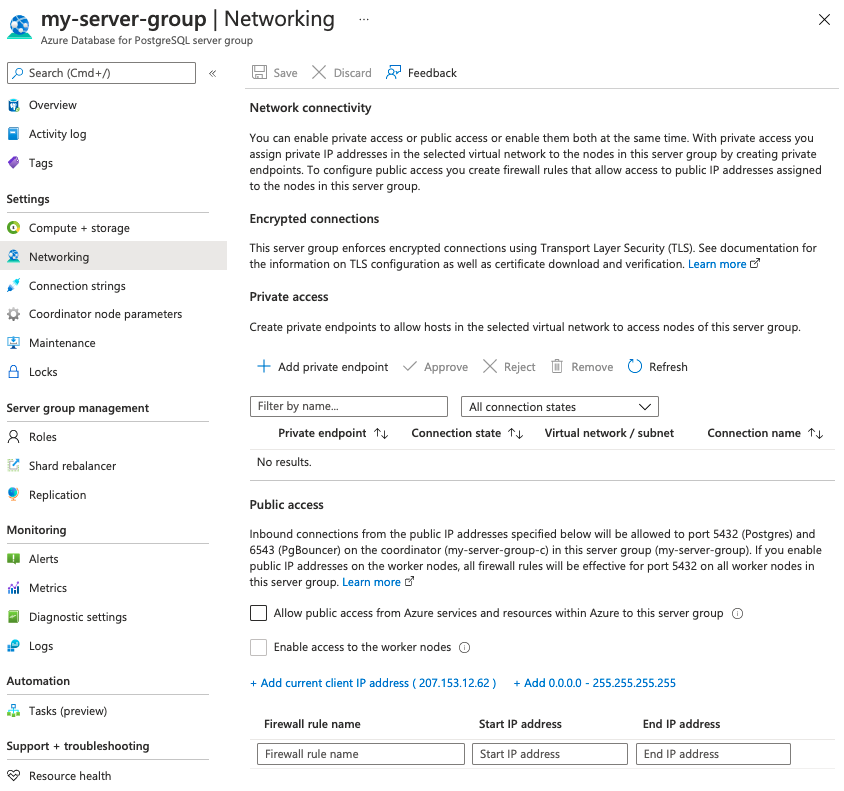 my-server-group | Networking ...
Azure Database for PostgreSQL server group
Search (Cmd+/)
«
Overview
Activity log
Tags
Settings
Compute + storage
Networking
Connection strings
Coordinator node parameters
Maintenance
Locks
Server group management
Roles
Shard rebalancer
Replication
Monitoring
Alerts
Metrics
Diagnostic settings
Logs
Automation
Tasks (preview)
Support + troubleshooting
Resource health
Save Discard Feedback
Network connectivity
You can enable private access or public access or enable them both at the same time. With private access you
assign private IP addresses in the selected virtual network to the nodes in this server group by creating private
endpoints. To configure public access you create firewall rules that allow access to public IP addresses assigned
to the nodes in this server group.
Encrypted connections
This server group enforces encrypted connections using Transport Layer Security (TLS). See documentation for
the information on TLS configuration as well as certificate download and verification. Learn more
Private access
Create private endpoints to allow hosts in the selected virtual network to access nodes of this server group.
Add private endpoint Approve Reject Remove Refresh
Filter by name... All connection states
Private endpoint ↑↓ Connection state ↑↓ Virtual network / subnet Connection name ↑↓
No results.
Public access
Inbound connections from the public IP addresses specified below will be allowed to port 5432 (Postgres) and
6543 (PgBouncer) on the coordinator (my-server-group-c) in this server group (my-server-group). If you enable
public IP addresses on the worker nodes, all firewall rules will be effective for port 5432 on all worker nodes in
this server group. Learn more
Allow public access from Azure services and resources within Azure to this server group
Enable access to the worker nodes
+ Add current client IP address ( 207.153.12.62 ) + Add 0.0.0.0 - 255.255.255.255
Firewall rule name Start IP address End IP address
Firewall rule name Start IP address End IP address